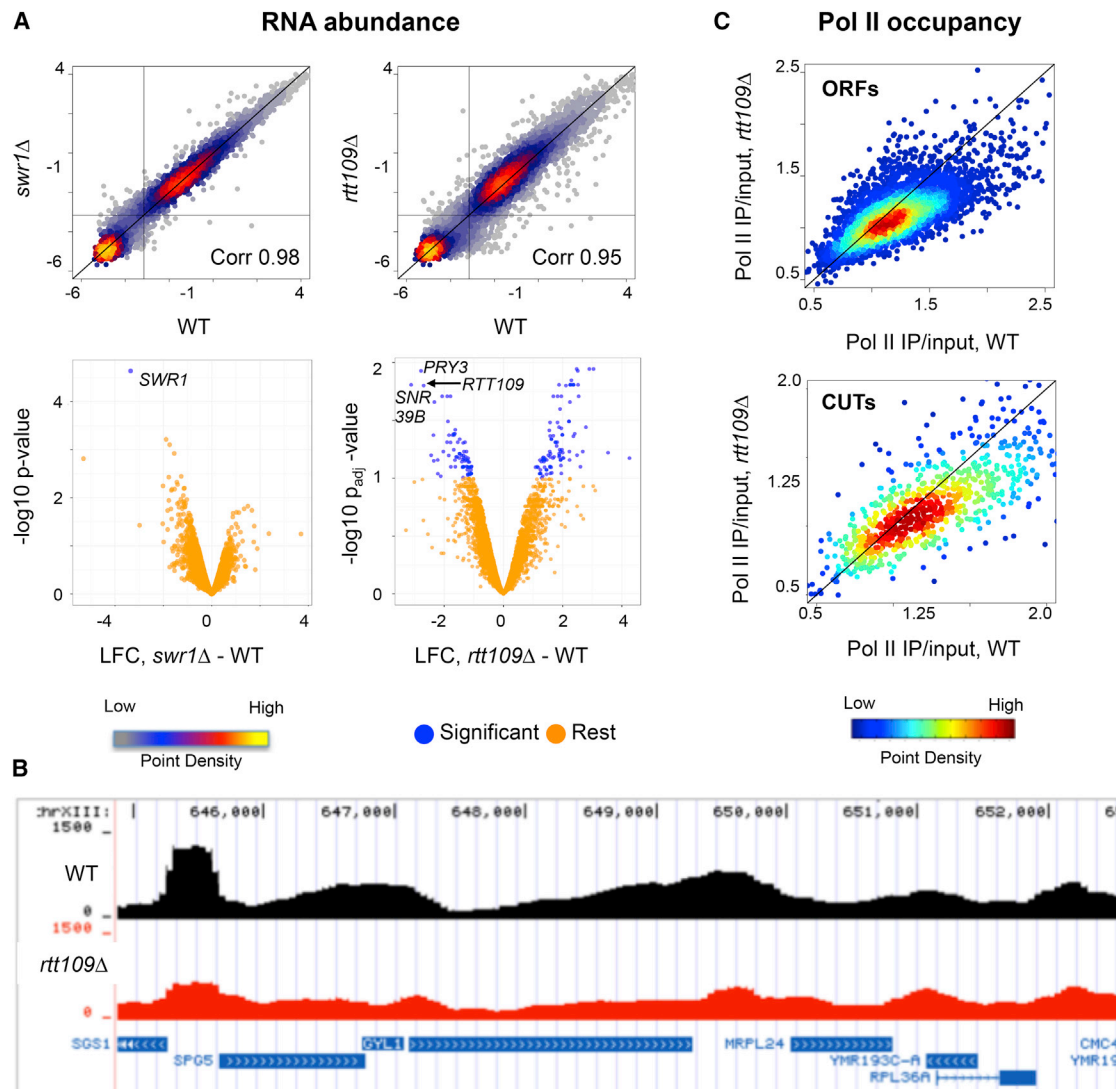 A
RNA abundance
C
Pol II occupancy
4
-1
-6
swr1Δ
Corr 0.98
-6
-1
4
WT
4
-1
-6
rtt109Δ
Corr 0.95
-6
-1
4
WT
2.5
1.5
0.5
Pol II IP/input, rtt109Δ
ORFs
0.5
1.5
2.5
Pol II IP/input, WT
4
2
0
-log10 p-value
SWR1
0
4
LFC, swr1Δ - WT
2
1
0
-log10 padj -value
PRY3
RTT109
SNR
39B
-2
0
2
4
LFC, rtt109Δ - WT
2.0
1.25
0.5
Pol II IP/input, rtt109Δ
CUTs
0.5
1.25
2.0
Pol II IP/input, WT
Low
High
Point Density
Significant
Rest
Low
High
Point Density
B
hrXIII:
646,000
647,000
648,000
649,000
650,000
651,000
652,000
1500
WT
0
1500
rtt109Δ
0
SGS1
SPG5
GYL1
MRPL24
YMR193C-A
RPL36A
CMC4
YMR19